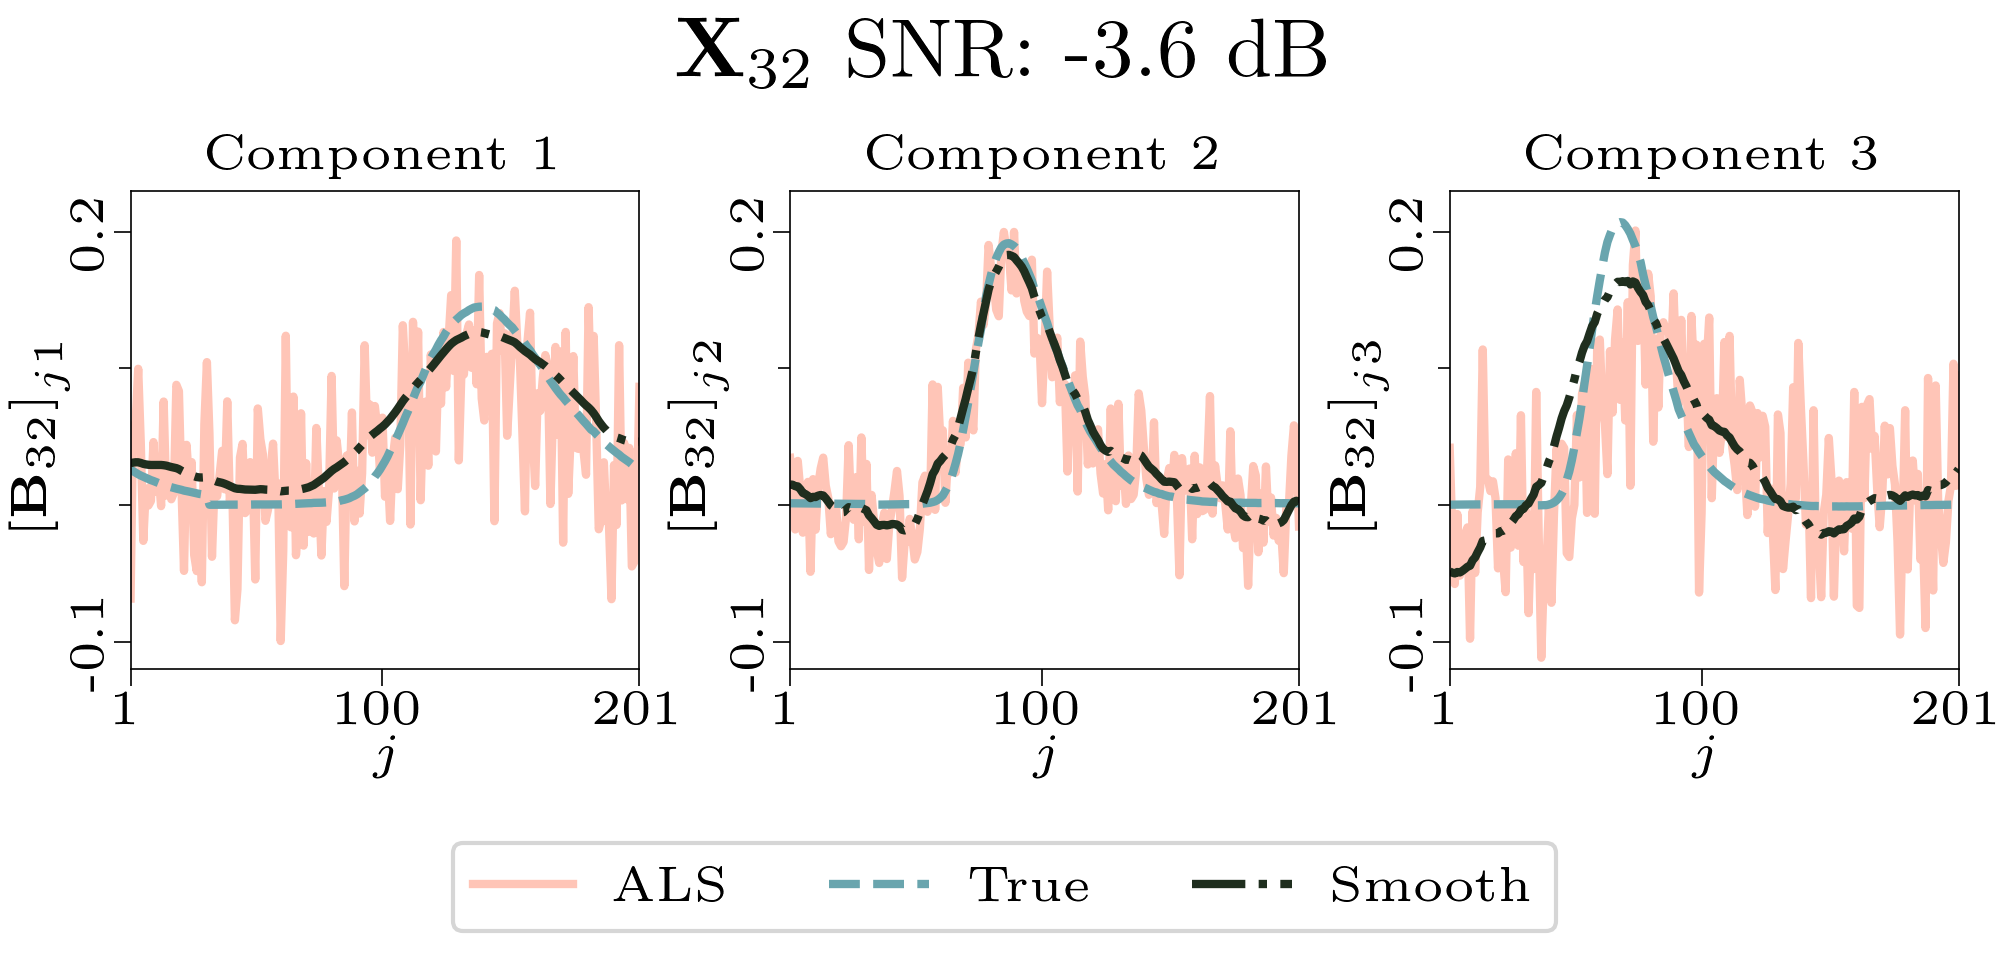 X₃₂ SNR: -3.6 dB
Component 1
Component 2
Component 3
[B₃₂]ⱼ₁
0.2
-0.1
1
100
201
j
[B₃₂]ⱼ₂
0.2
-0.1
1
100
201
j
[B₃₂]ⱼ₃
0.2
-0.1
1
100
201
j
ALS
True
Smooth